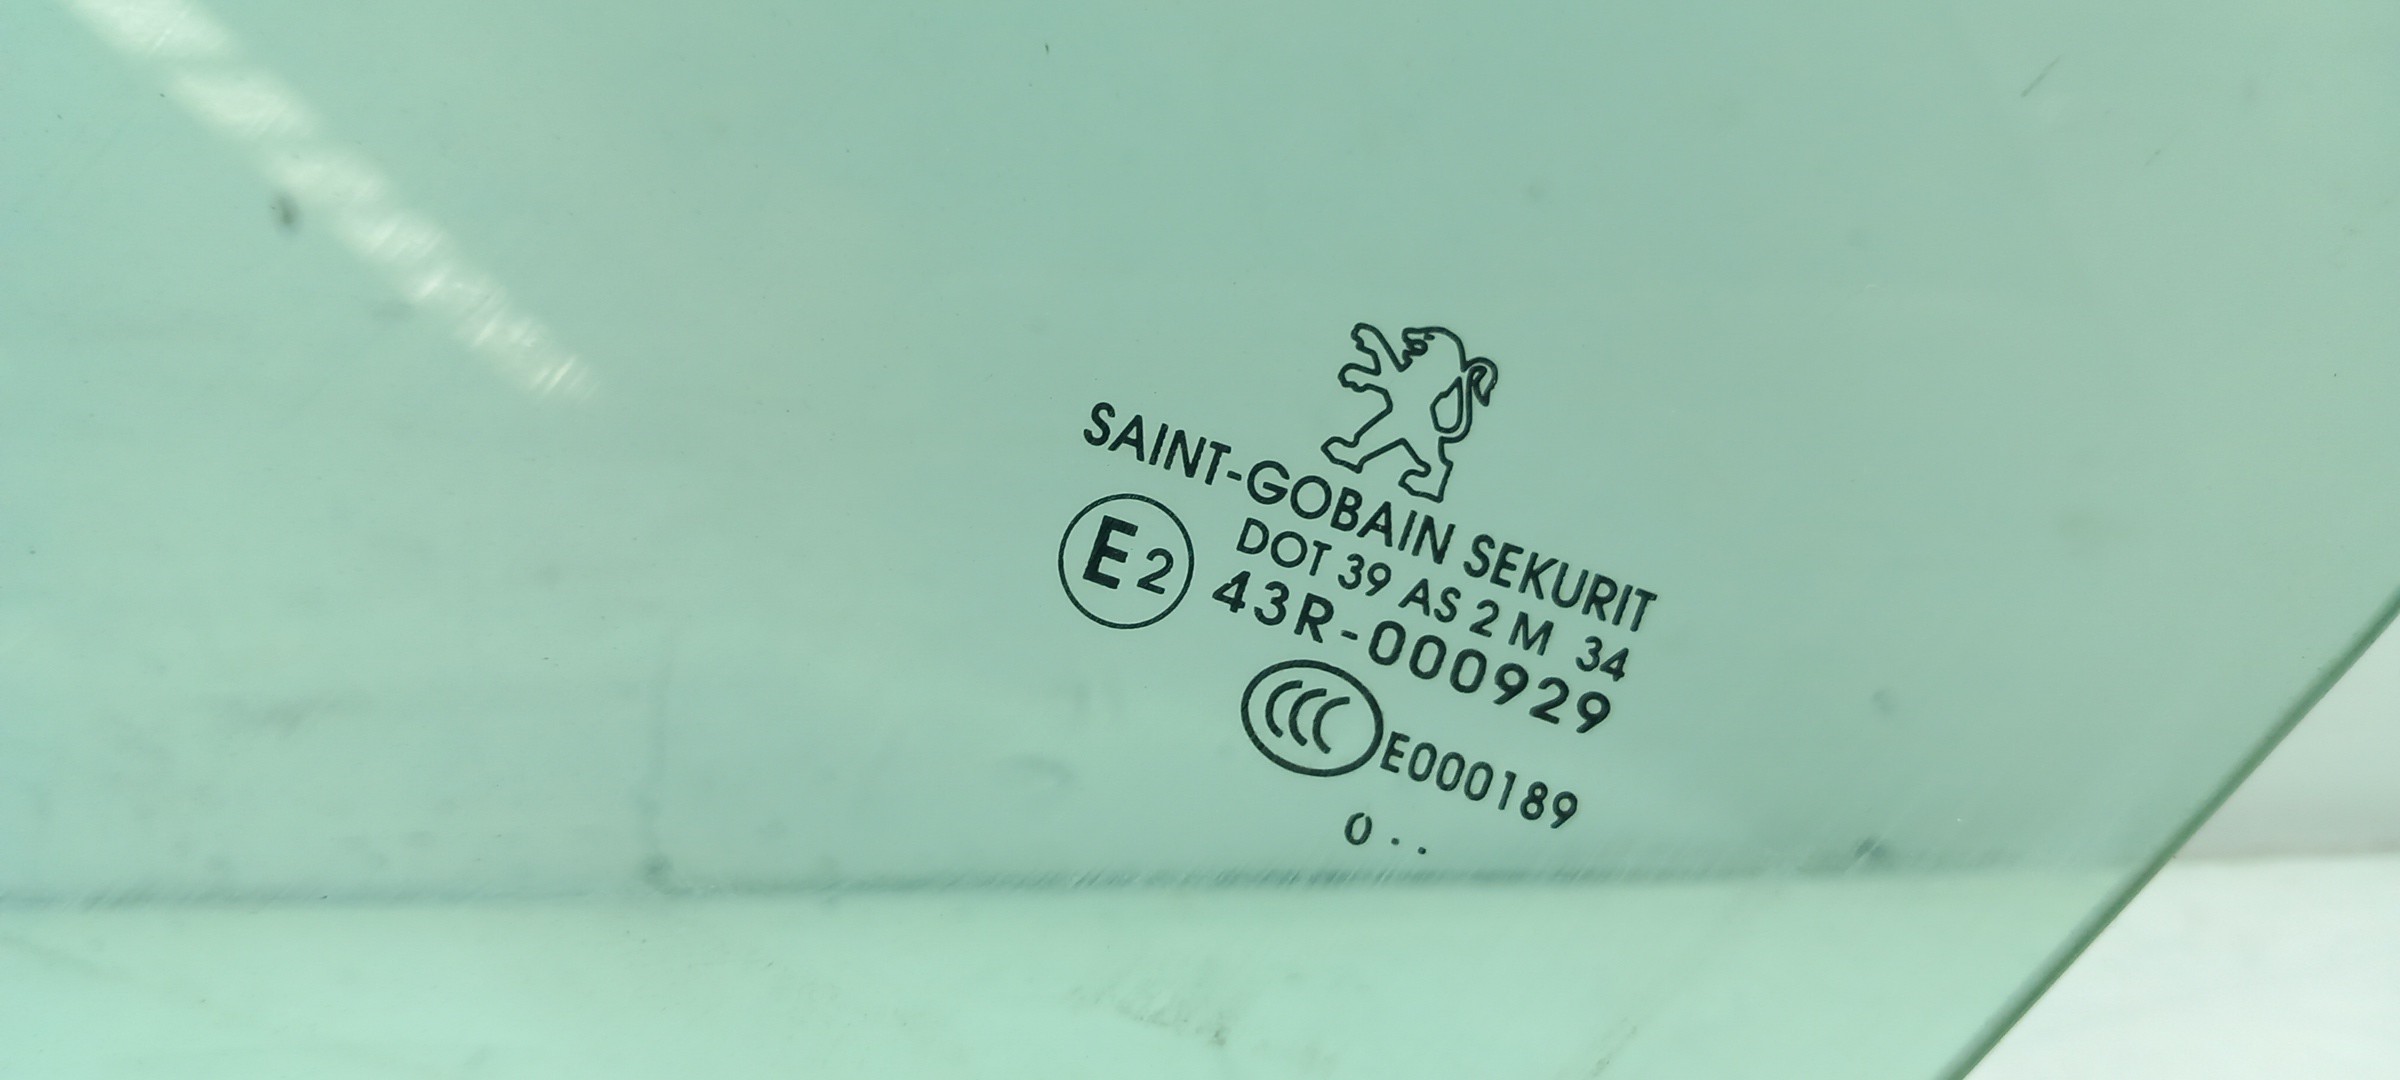 SAINT-GOBAIN SEKURIT
DOT 39 AS 2 M 34
E2 43R-000929
CCC E000189
0 . .